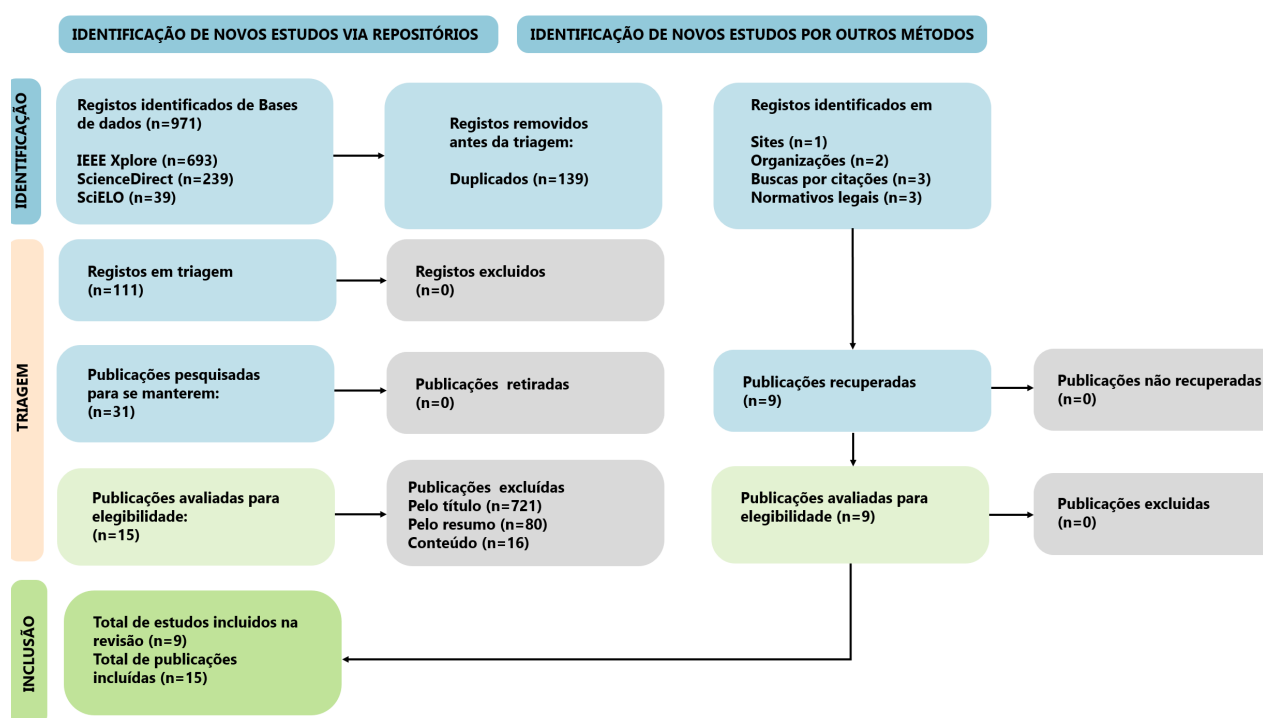 IDENTIFICAÇÃO DE NOVOS ESTUDOS VIA REPOSITÓRIOS
IDENTIFICAÇÃO DE NOVOS ESTUDOS POR OUTROS MÉTODOS
IDENTIFICAÇÃO
Registos identificados de Bases
de dados (n=971)
IEEE Xplore (n=693)
ScienceDirect (n=239)
SciELO (n=39)
Registos removidos
antes da triagem:
Duplicados (n=139)
Registos identificados em
Sites (n=1)
Organizações (n=2)
Buscas por citações (n=3)
Normativos legais (n=3)
TRIAGEM
Registos em triagem
(n=111)
Registos excluidos
(n=0)
Publicações pesquisadas
para se manterem:
(n=31)
Publicações retiradas
(n=0)
Publicações recuperadas
(n=9)
Publicações não recuperadas
(n=0)
Publicações avaliadas para
elegibilidade:
(n=15)
Publicações excluídas
Pelo título (n=721)
Pelo resumo (n=80)
Conteúdo (n=16)
Publicações avaliadas para
elegibilidade (n=9)
Publicações excluidas
(n=0)
INCLUSÃO
Total de estudos incluidos na
revisão (n=9)
Total de publicações
incluídas (n=15)